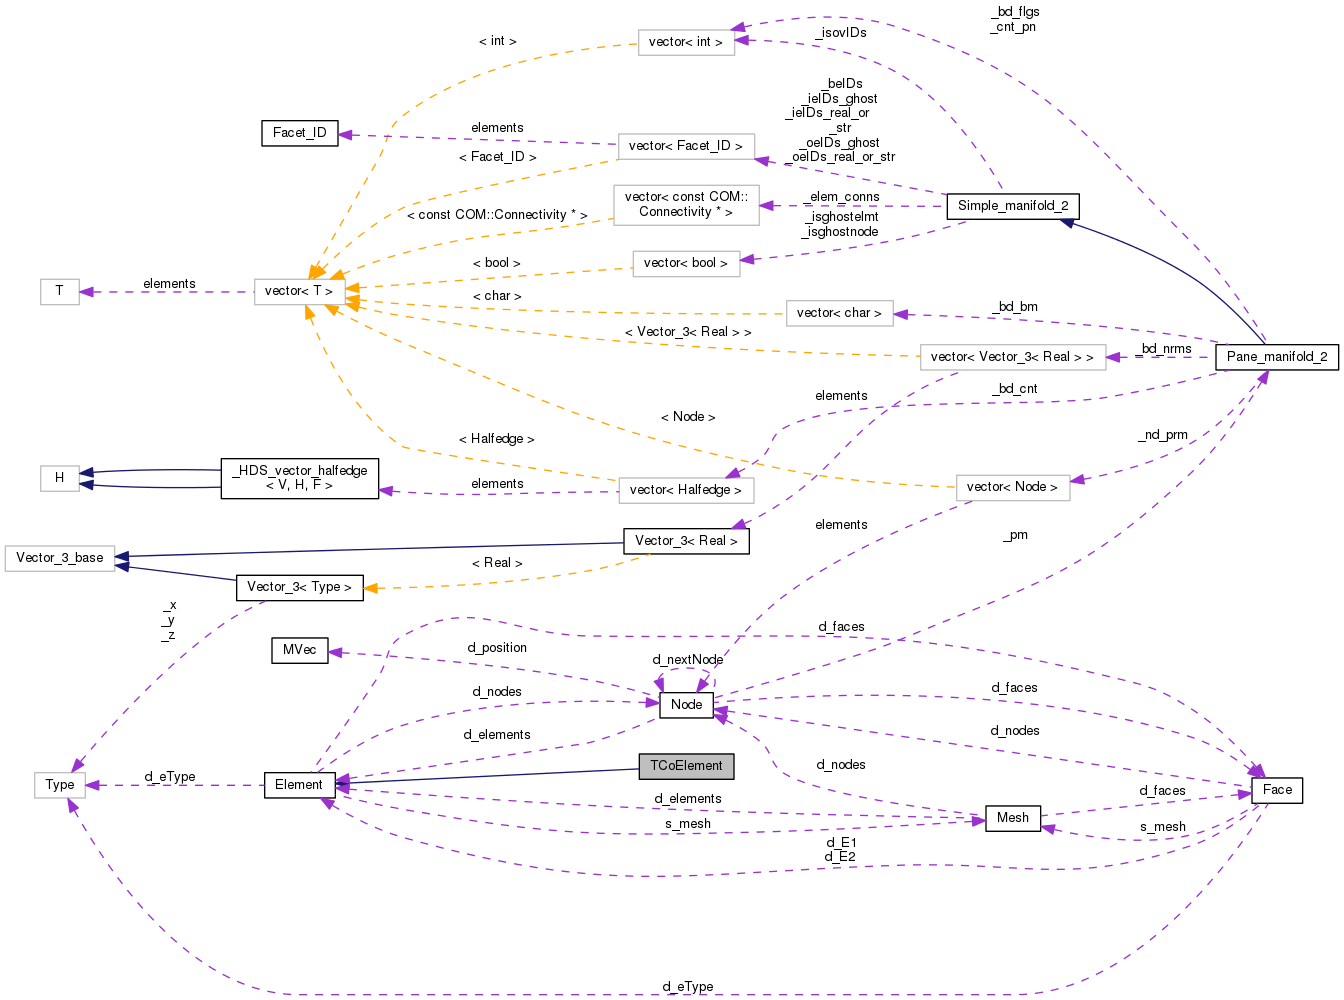 _bd_flgs
_cnt_pn
_isovIDs
vector< int >
< int >
_beIDs
_ieIDs_ghost
_ieIDs_real_or
_str
_oeIDs_ghost
_oeIDs_real_or_str
Facet_ID
elements
vector< Facet_ID >
< Facet_ID >
vector< const COM::
Connectivity * >
_elem_conns
Simple_manifold_2
< const COM::Connectivity * >
_isghostelmt
_isghostnode
vector< bool >
< bool >
T
elements
vector< T >
< char >
vector< char >
_bd_bm
< Vector_3< Real > >
vector< Vector_3< Real > >
_bd_nrms
Pane_manifold_2
elements
_bd_cnt
< Node >
_nd_prm
< Halfedge >
H
_HDS_vector_halfedge
< V, H, F >
elements
vector< Halfedge >
vector< Node >
elements
_pm
Vector_3_base
Vector_3< Real >
< Real >
Vector_3< Type >
_x
_y
_z
d_faces
MVec
d_position
d_nextNode
d_nodes
Node
d_faces
d_elements
d_nodes
TCoElement
d_nodes
Type
d_eType
Element
Face
d_elements
d_faces
s_mesh
Mesh
s_mesh
d_E1
d_E2
d_eType